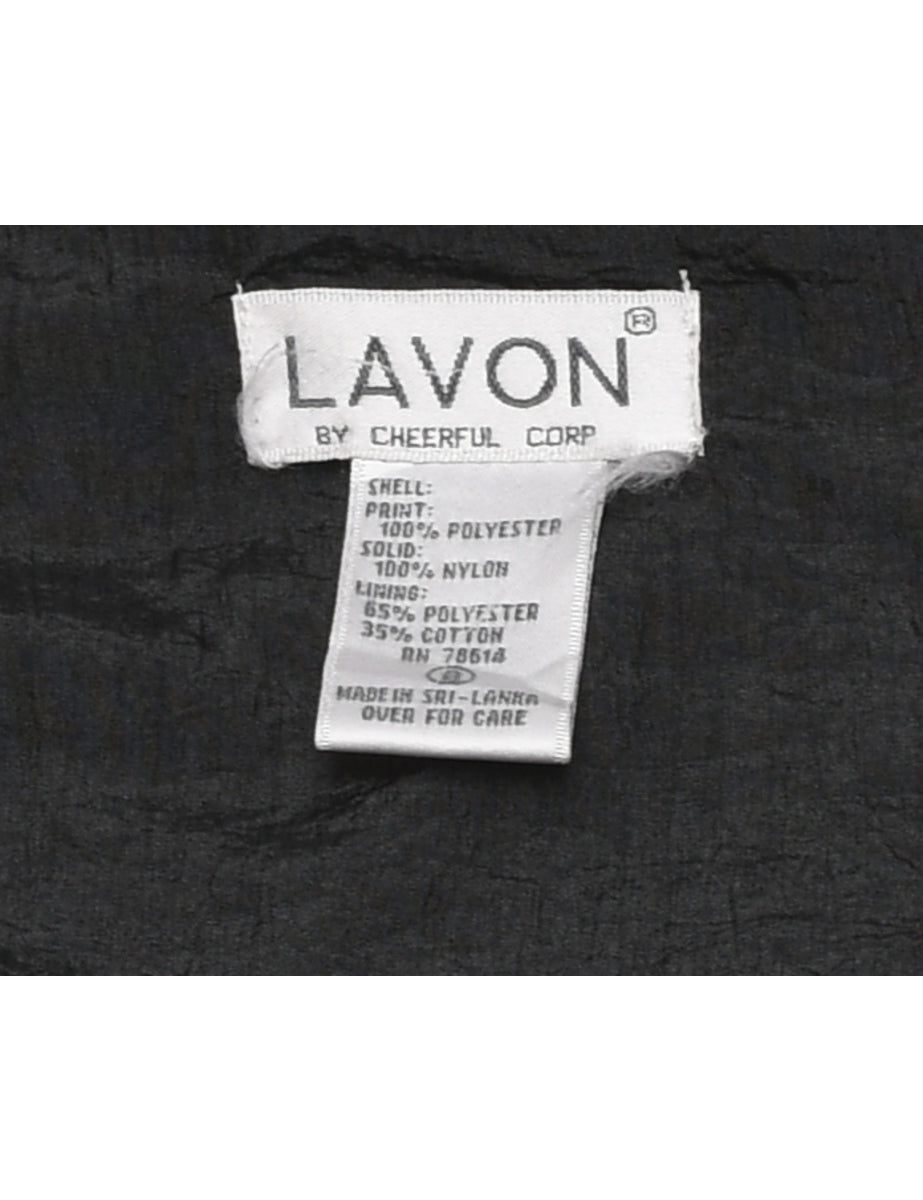 LAVON ®
BY CHEERFUL CORP
SHELL:
PRINT:
100% POLYESTER
SOLID:
100% NYLON
LINING:
65% POLYESTER
35% COTTON
RN 78614
MADE IN SRI-LANKA
OVER FOR CARE